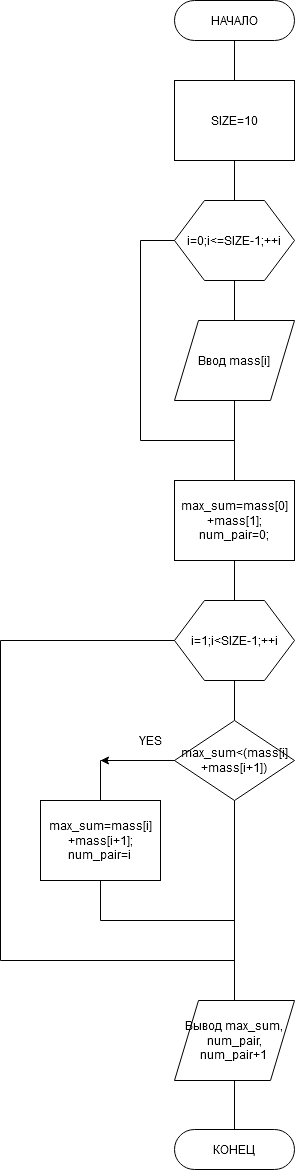 НАЧАЛО
SIZE=10
i=0;i<=SIZE-1;++i
Ввод mass[i]
max_sum=mass[0]
+mass[1];
num_pair=0;
i=1;i<SIZE-1;++i
YES
max_sum<(mass[i]
+mass[i+1])
max_sum=mass[i]
+mass[i+1];
num_pair=i
Вывод max_sum,
num_pair,
num_pair+1
КОНЕЦ